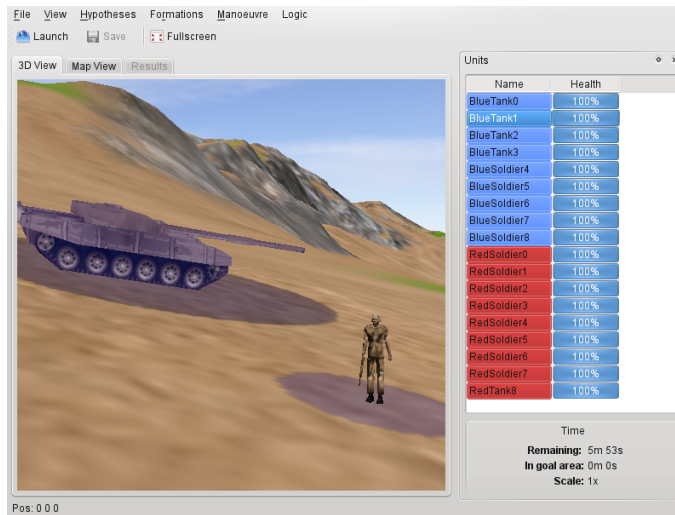 File View Hypotheses Formations Manoeuvre Logic
Launch Save Fullscreen
3D View Map View Results
Units
Name Health
BlueTank0 100%
BlueTank1 100%
BlueTank2 100%
BlueTank3 100%
BlueSoldier4 100%
BlueSoldier5 100%
BlueSoldier6 100%
BlueSoldier7 100%
BlueSoldier8 100%
RedSoldier0 100%
RedSoldier1 100%
RedSoldier2 100%
RedSoldier3 100%
RedSoldier4 100%
RedSoldier5 100%
RedSoldier6 100%
RedSoldier7 100%
RedTank8 100%
Time
Remaining: 5m 53s
In goal area: 0m 0s
Scale: 1x
Pos: 0 0 0